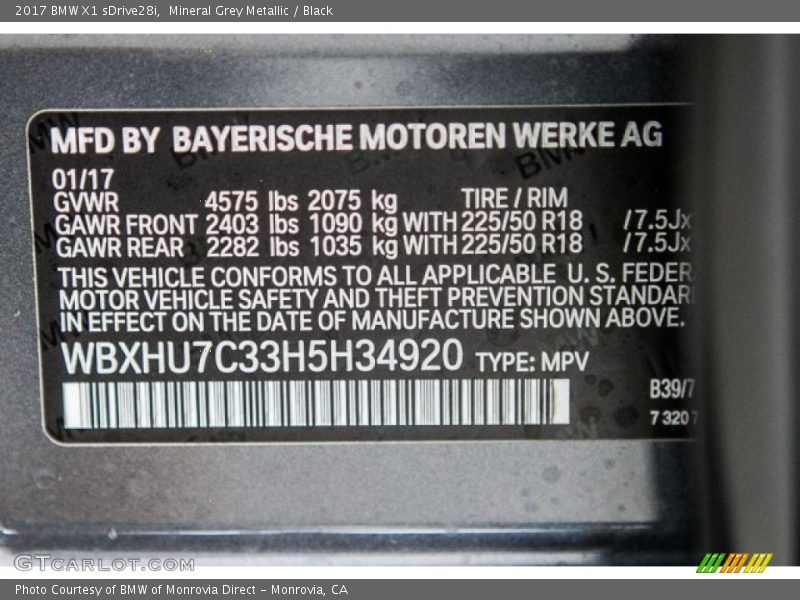 2017 BMW X1 sDrive28i,  Mineral Grey Metallic / Black
MFD BY BAYERISCHE MOTOREN WERKE AG
01/17
GVWR 4575 lbs 2075 kg TIRE / RIM
GAWR FRONT 2403 lbs 1090 kg WITH 225/50 R18 /7.5Jx
GAWR REAR 2282 lbs 1035 kg WITH 225/50 R18 /7.5Jx
THIS VEHICLE CONFORMS TO ALL APPLICABLE U. S. FEDER
MOTOR VEHICLE SAFETY AND THEFT PREVENTION STANDAR
IN EFFECT ON THE DATE OF MANUFACTURE SHOWN ABOVE.
WBXHU7C33H5H34920 TYPE: MPV
B39/7
7 320 7
GTCARLOT.COM
Photo Courtesy of BMW of Monrovia Direct - Monrovia, CA